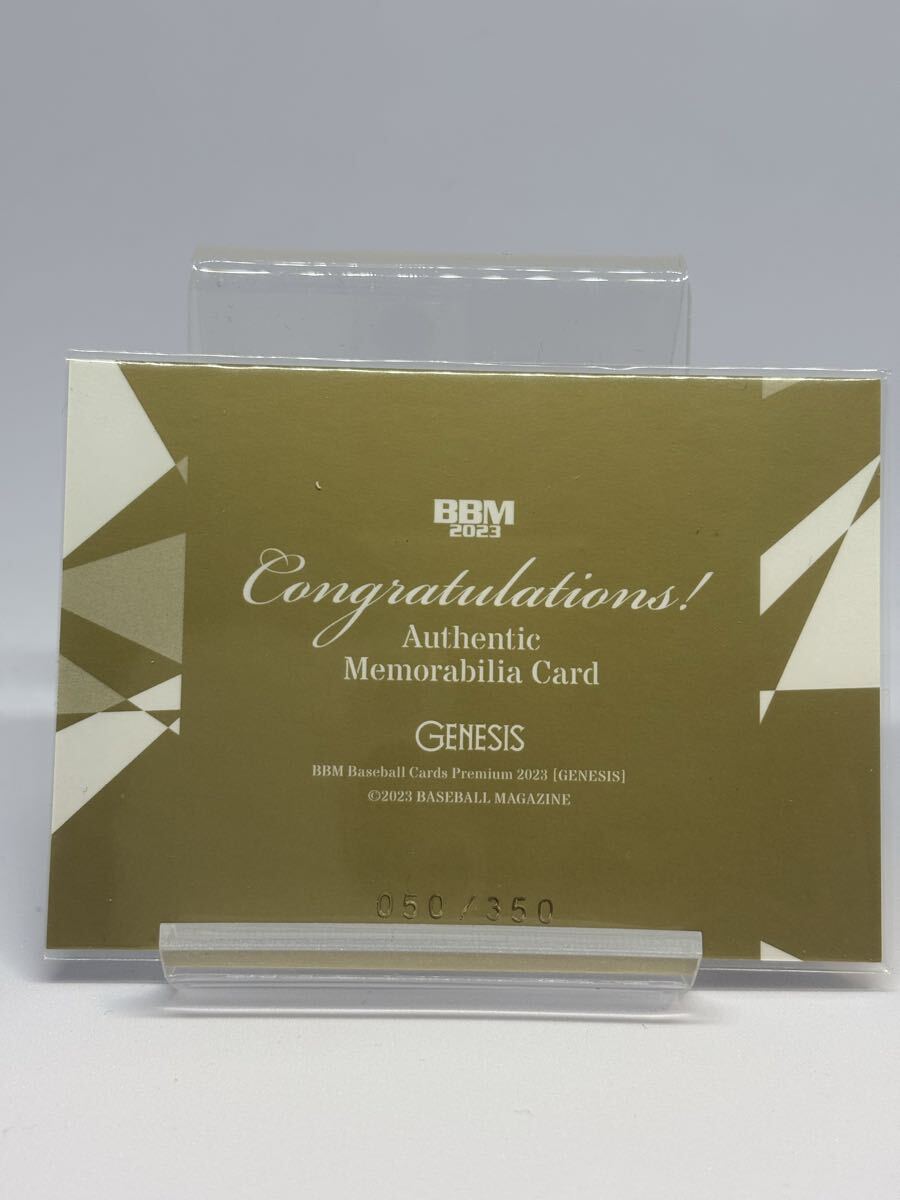 BBM
2023
Congratulations!
Authentic
Memorabilia Card
GENESIS
BBM Baseball Cards Premium 2023 [GENESIS]
©2023 BASEBALL MAGAZINE
050/350